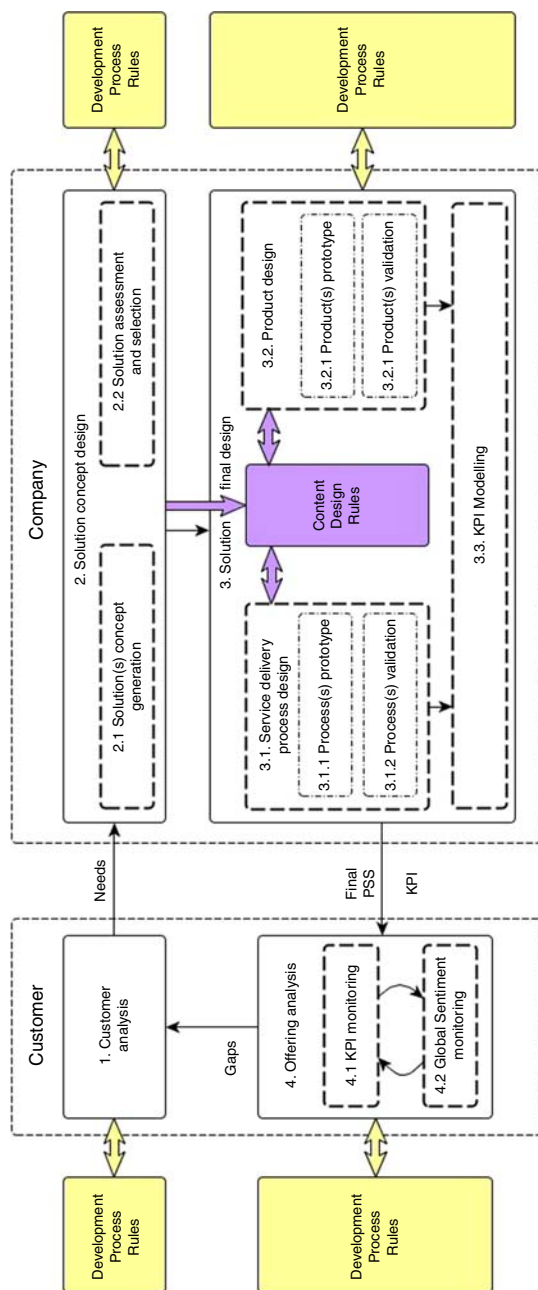 Customer
Company
Development
Process
Rules
1. Customer
analysis
Needs
2. Solution concept design
2.1 Solution(s) concept
generation
2.2 Solution assessment
and selection
Development
Process
Rules
Gaps
Development
Process
Rules
4. Offering analysis
4.1 KPI monitoring
4.2 Global Sentiment
monitoring
Final
PSS
KPI
3. Solution final design
3.1. Service delivery
process design
3.1.1 Process(s) prototype
3.1.2 Process(s) validation
Content
Design
Rules
3.2. Product design
3.2.1 Product(s) prototype
3.2.1 Product(s) validation
3.3. KPI Modelling
Development
Process
Rules